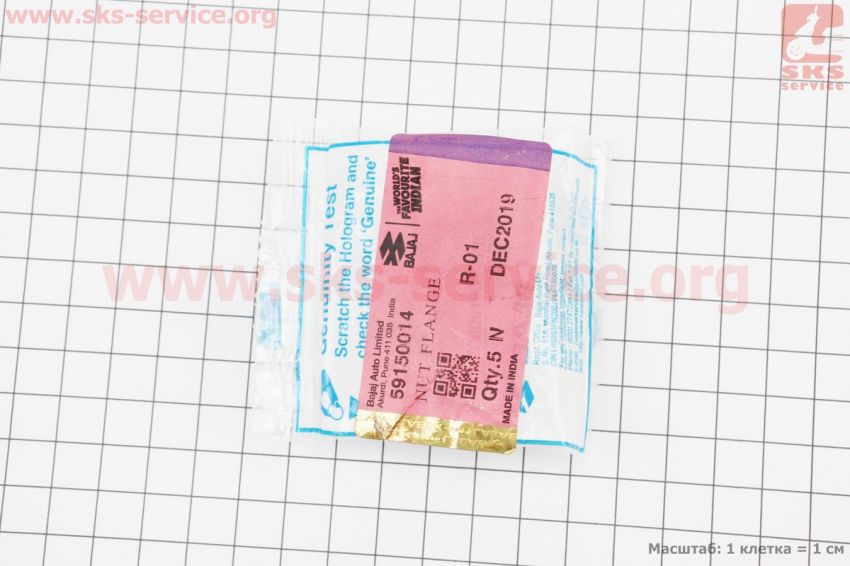 www.sks-service.org
SKS
service
Genuinity Test
Scratch the Hologram and
check the word 'Genuine'
BAJAJ
THE WORLD'S
FAVOURITE
INDIAN
Bajaj Auto Limited
Akurdi, Pune 411 035 India
59150014
NUT FLANGE
R-01
Qty.5 N
DEC2019
MADE IN INDIA
www.sks-service.org
Масштаб: 1 клетка = 1 см